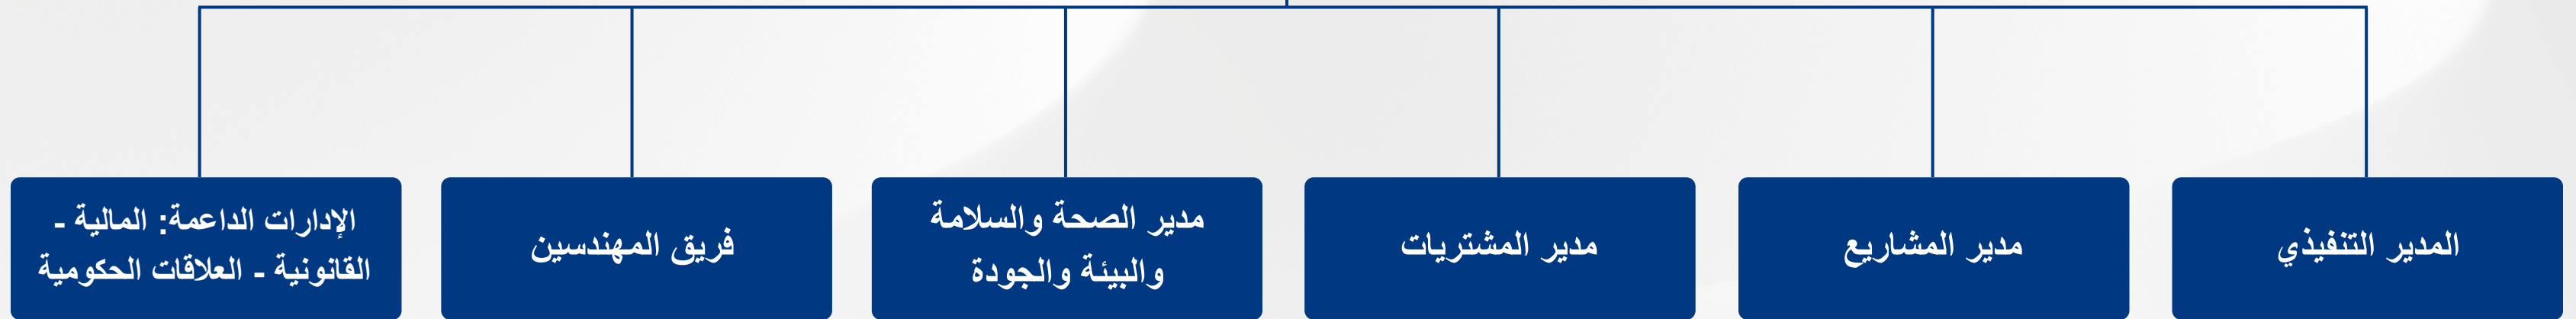 المدير التنفيذي
مدير المشاريع
مدير المشتريات
مدير الصحة والسلامة
والبيئة والجودة
فريق المهندسين
الإدارات الداعمة: المالية -
القانونية - العلاقات الحكومية